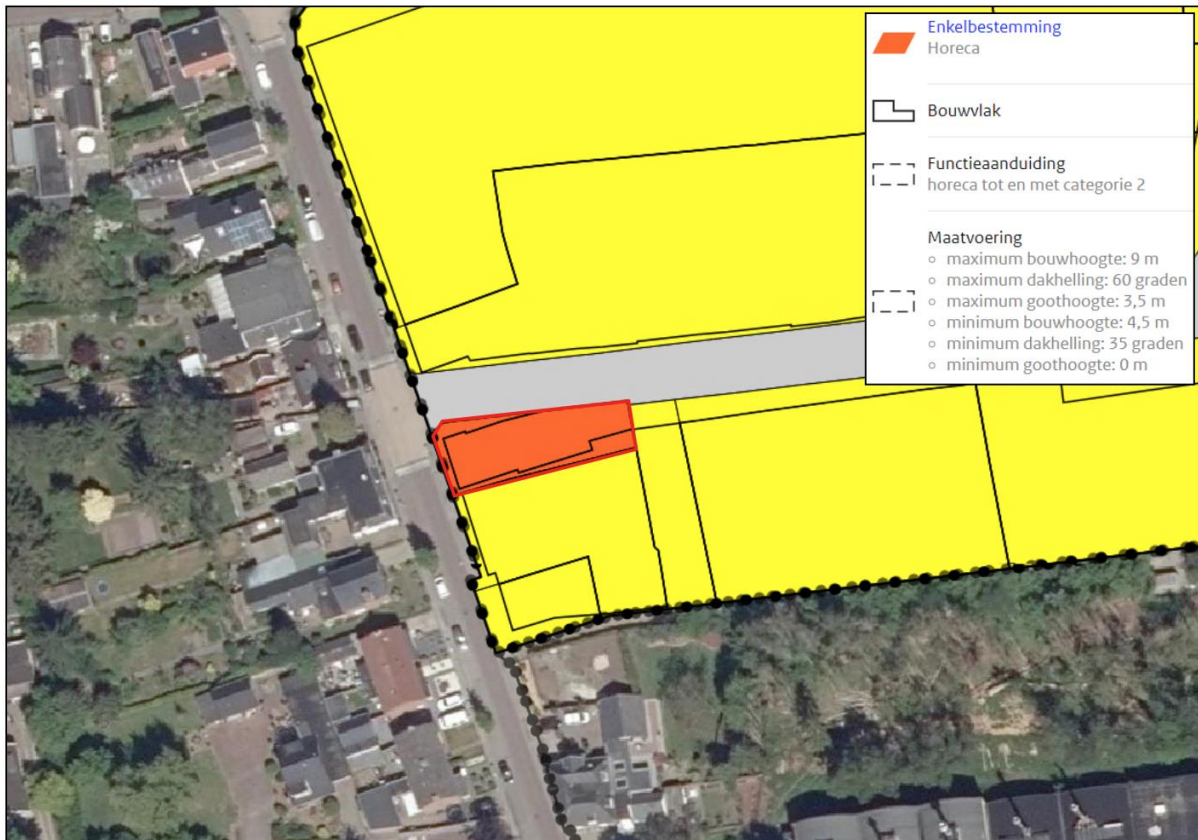 Enkelbestemming
Horeca
Bouwvlak
Functieaanduiding
horeca tot en met categorie 2
Maatvoering
○ maximum bouwhoogte: 9 m
○ maximum dakhelling: 60 graden
○ maximum goothoogte: 3,5 m
○ minimum bouwhoogte: 4,5 m
○ minimum dakhelling: 35 graden
○ minimum goothoogte: 0 m